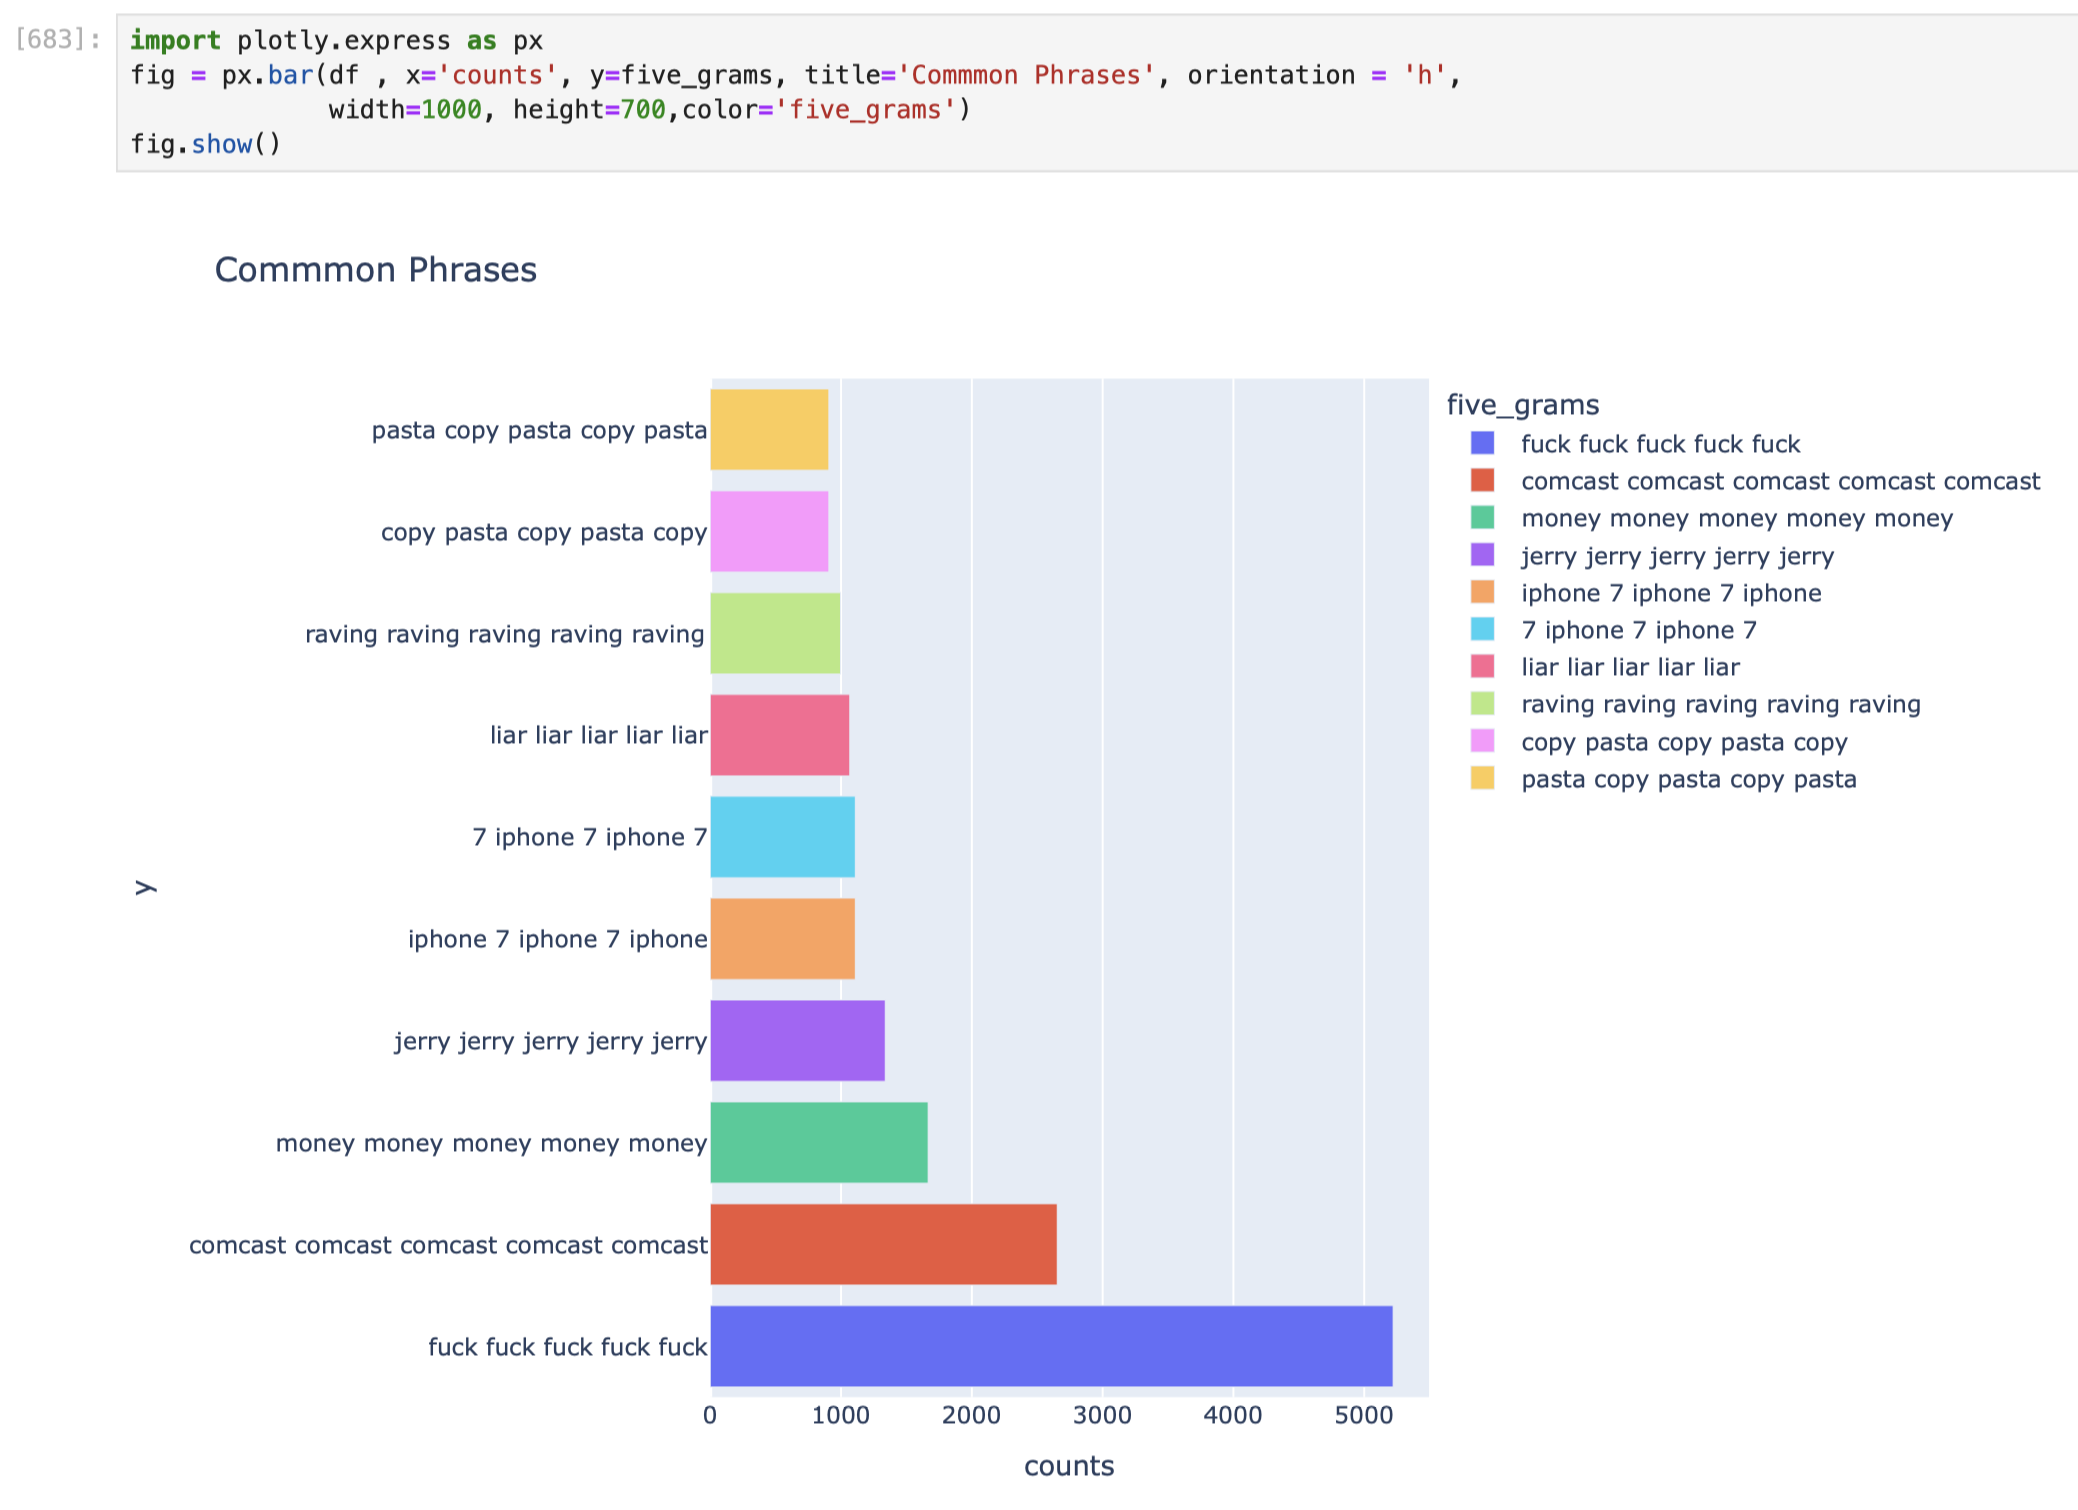 [683]:
import plotly.express as px
fig = px.bar(df , x='counts', y=five_grams, title='Commmon Phrases', orientation = 'h',
width=1000, height=700,color='five_grams')
fig.show()
Commmon Phrases
pasta copy pasta copy pasta
copy pasta copy pasta copy
raving raving raving raving raving
liar liar liar liar liar
7 iphone 7 iphone 7
iphone 7 iphone 7 iphone
jerry jerry jerry jerry jerry
money money money money money
comcast comcast comcast comcast comcast
fuck fuck fuck fuck fuck
y
0 1000 2000 3000 4000 5000
counts
five_grams
fuck fuck fuck fuck fuck
comcast comcast comcast comcast comcast
money money money money money
jerry jerry jerry jerry jerry
iphone 7 iphone 7 iphone
7 iphone 7 iphone 7
liar liar liar liar liar
raving raving raving raving raving
copy pasta copy pasta copy
pasta copy pasta copy pasta